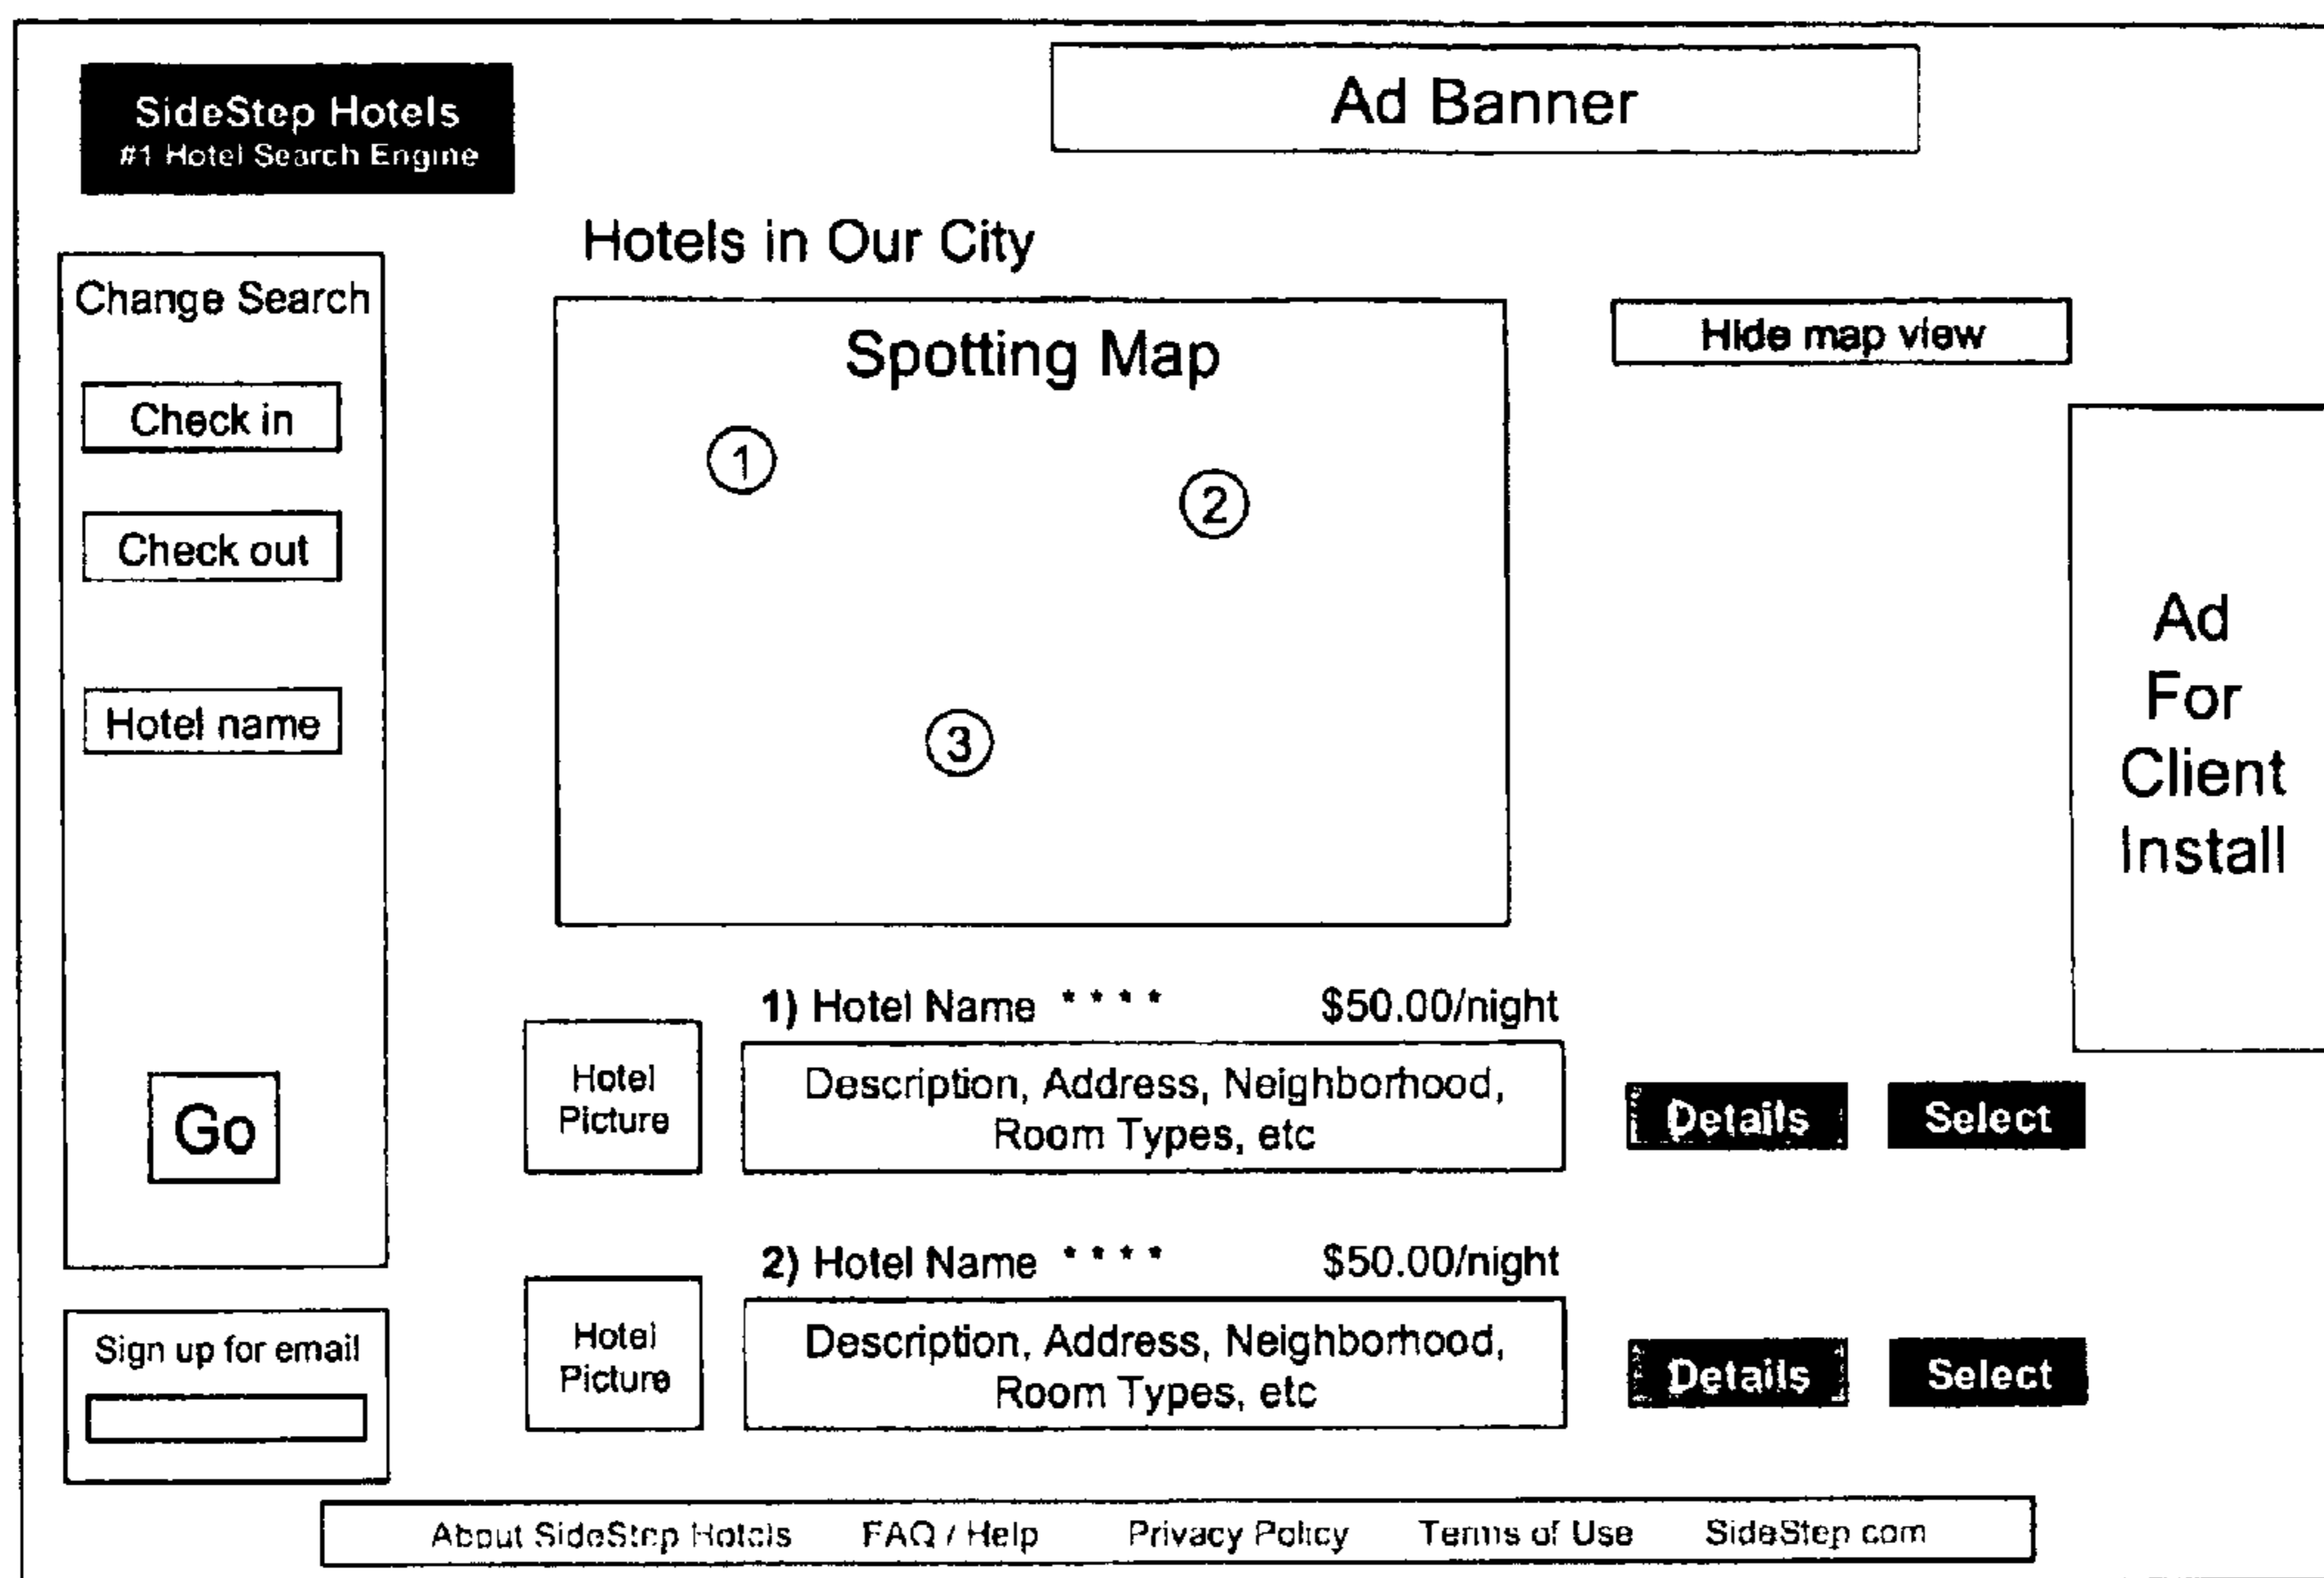 SideStep Hotels
#1 Hotel Search Engine
Ad Banner
Hotels in Our City
Change Search
Check in
Check out
Hotel name
Go
Spotting Map
1
2
3
Hide map view
Ad
For
Client
Install
1) Hotel Name **** $50.00/night
Hotel
Picture
Description, Address, Neighborhood,
Room Types, etc
Details Select
2) Hotel Name **** $50.00/night
Hotel
Picture
Description, Address, Neighborhood,
Room Types, etc
Details Select
Sign up for email
About SideStep Hotels FAQ / Help Privacy Policy Terms of Use SideStep com